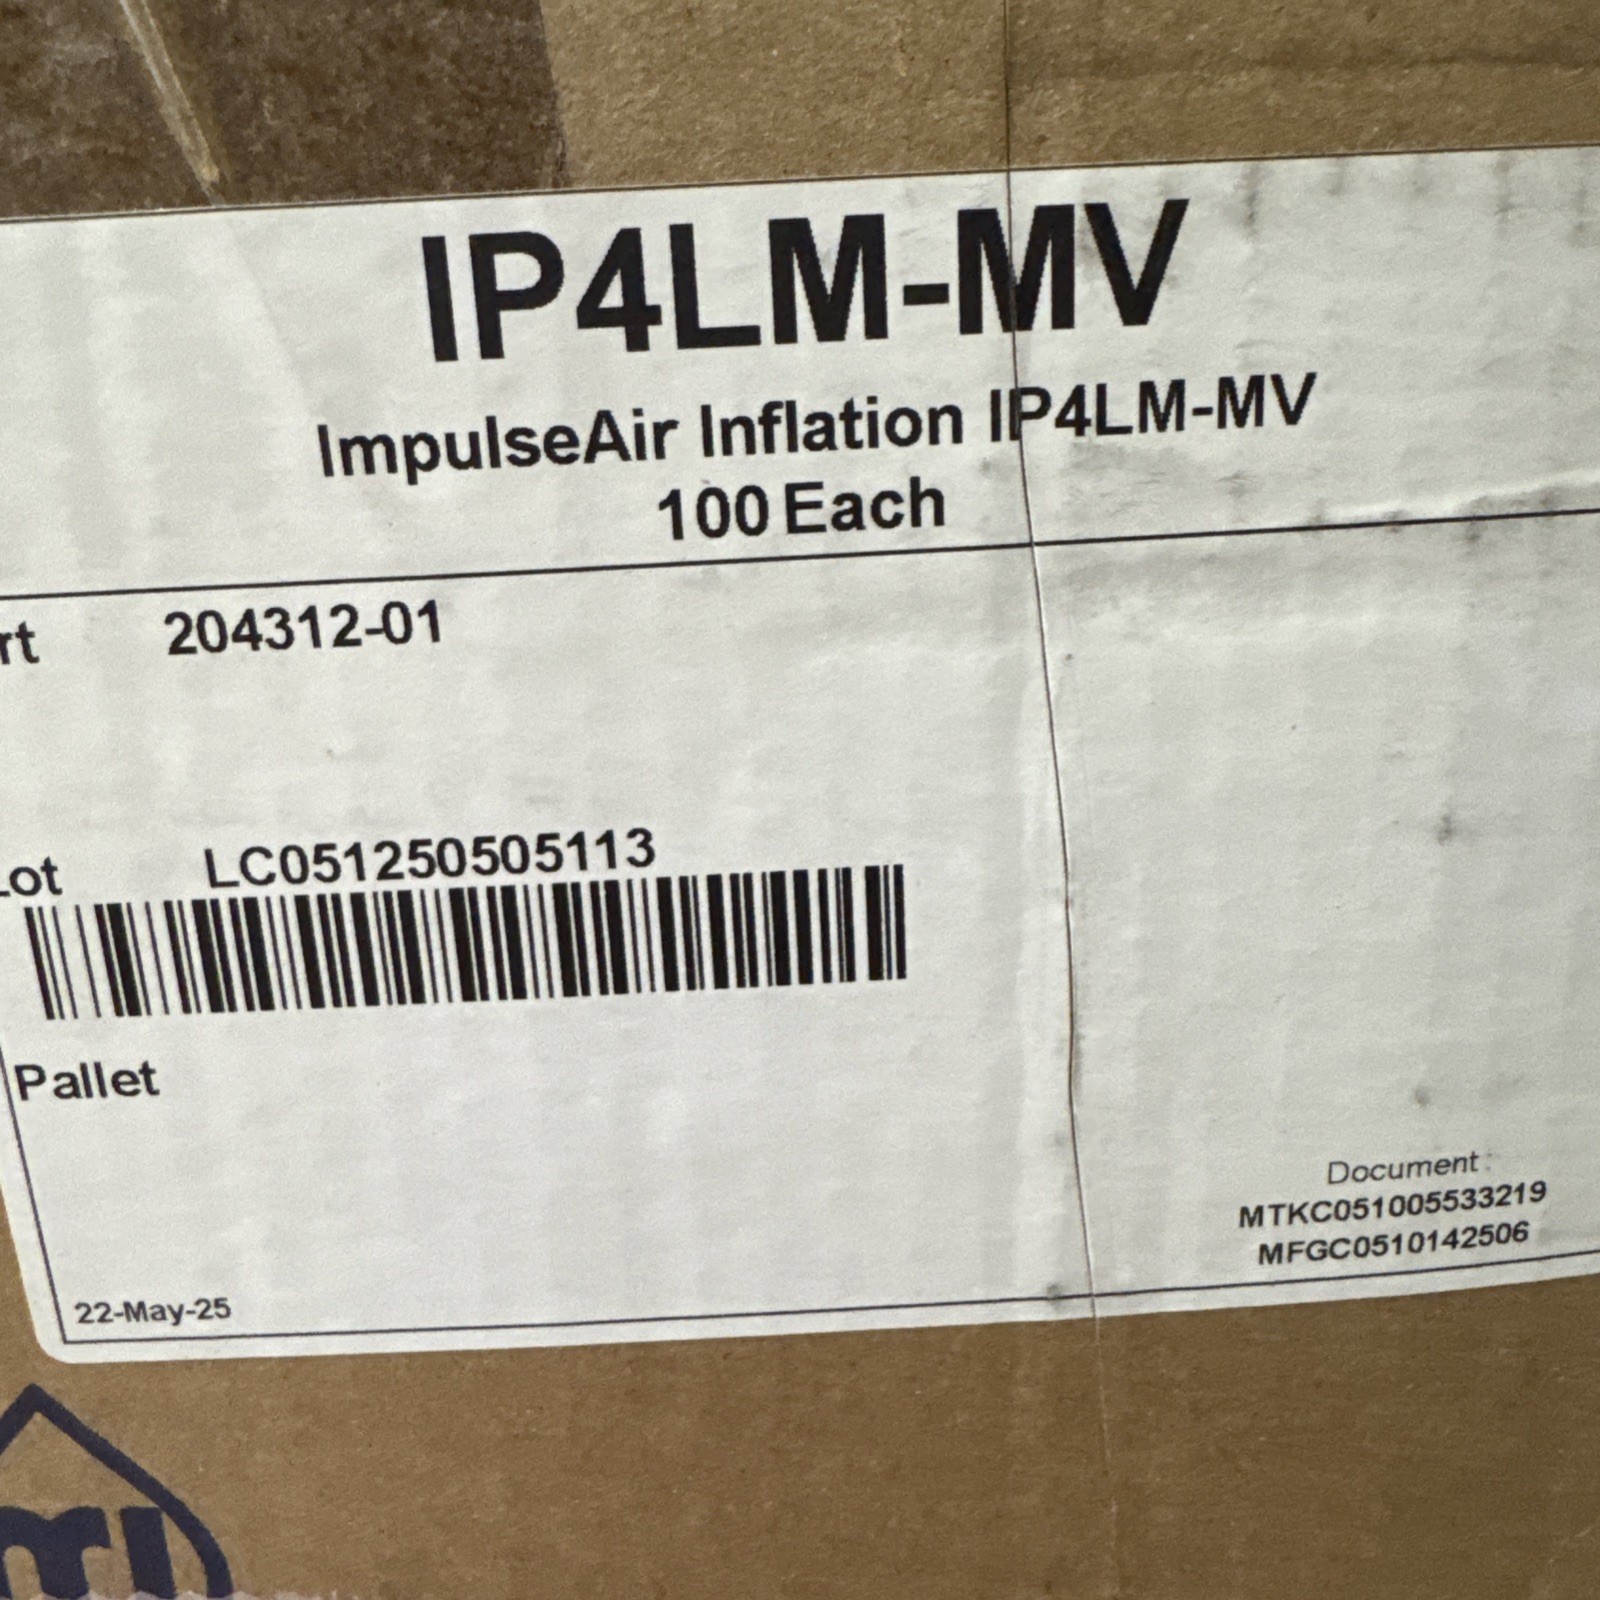 IP4LM-MV
ImpulseAir Inflation IP4LM-MV
100 Each
rt 204312-01
Lot LC051250505113
Pallet
Document:
MTKC051005533219
MFGC0510142506
22-May-25